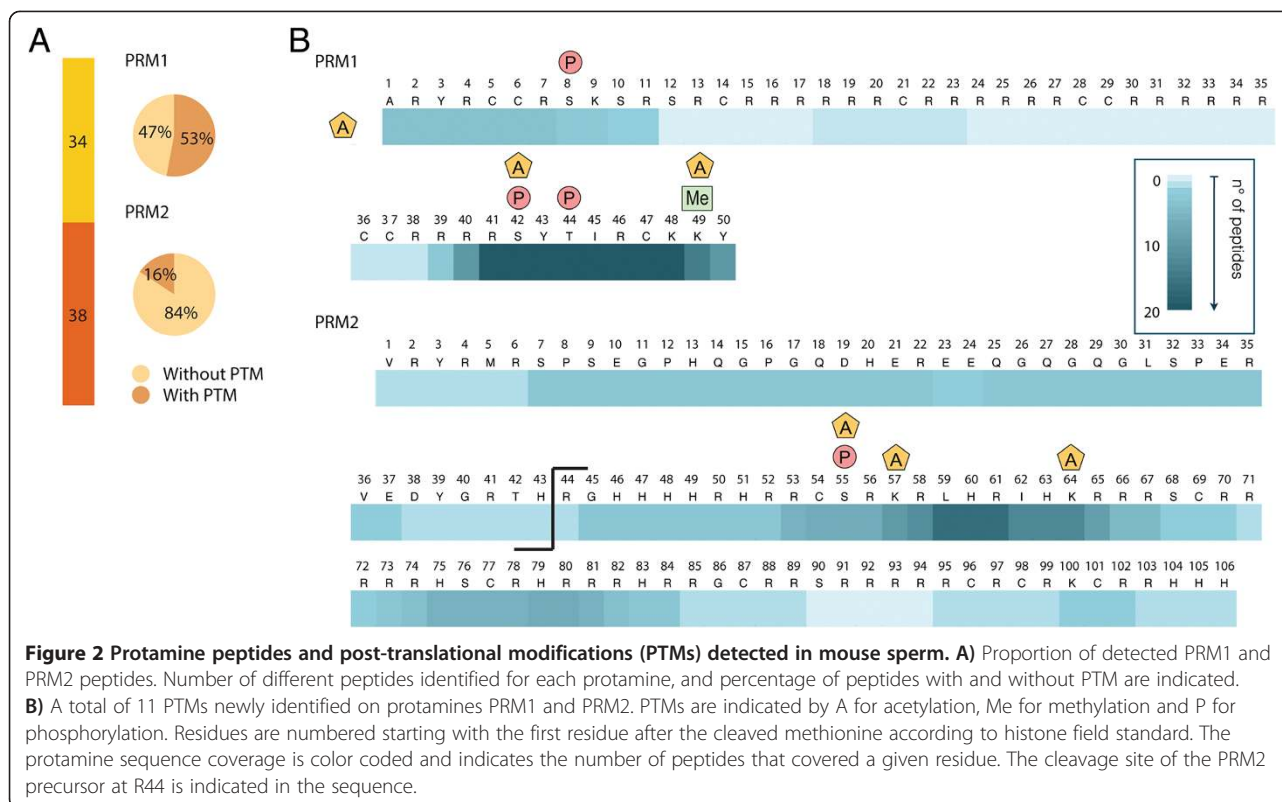 A
B
PRM1
47%
53%
34
PRM2
16%
84%
38
Without PTM
With PTM
PRM1
P
1 2 3 4 5 6 7 8 9 10 11 12 13 14 15 16 17 18 19 20 21 22 23 24 25 26 27 28 29 30 31 32 33 34 35
A R Y R C C R S K S R S R C R R R R R R C R R R R R R C C R R R R R R
A
A A
P P Me
36 37 38 39 40 41 42 43 44 45 46 47 48 49 50
C C R R R R S Y T I R C K K Y
0
10
20
n° of peptides
PRM2
1 2 3 4 5 6 7 8 9 10 11 12 13 14 15 16 17 18 19 20 21 22 23 24 25 26 27 28 29 30 31 32 33 34 35
V R Y R M R S P S E G P H Q G P G Q D H E R E E Q G Q G Q G L S P E R
A
P A A
36 37 38 39 40 41 42 43 44 45 46 47 48 49 50 51 52 53 54 55 56 57 58 59 60 61 62 63 64 65 66 67 68 69 70 71
V E D Y G R T H R G H H H H R H R R C S R K R L H R I H K R R R S C R R
72 73 74 75 76 77 78 79 80 81 82 83 84 85 86 87 88 89 90 91 92 93 94 95 96 97 98 99 100 101 102 103 104 105 106
R R R H S C R H R R R H R R G C R R S R R R R R C R C R K C R R H H H
Figure 2 Protamine peptides and post-translational modifications (PTMs) detected in mouse sperm. A) Proportion of detected PRM1 and
PRM2 peptides. Number of different peptides identified for each protamine, and percentage of peptides with and without PTM are indicated.
B) A total of 11 PTMs newly identified on protamines PRM1 and PRM2. PTMs are indicated by A for acetylation, Me for methylation and P for
phosphorylation. Residues are numbered starting with the first residue after the cleaved methionine according to histone field standard. The
protamine sequence coverage is color coded and indicates the number of peptides that covered a given residue. The cleavage site of the PRM2
precursor at R44 is indicated in the sequence.